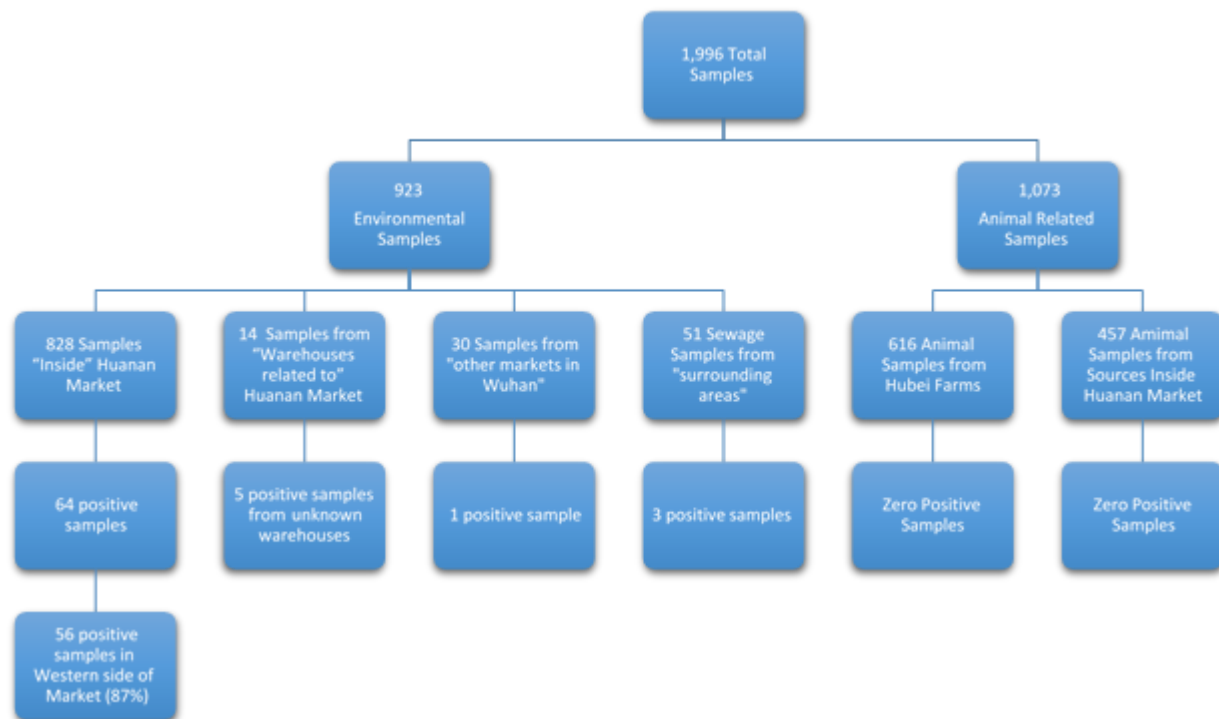 1,996 Total
Samples
923
Environmental
Samples
1,073
Animal Related
Samples
828 Samples
“Inside” Huanan
Market
14 Samples from
“Warehouses
related to”
Huanan Market
30 Samples from
"other markets in
Wuhan"
51 Sewage
Samples from
"surrounding
areas"
616 Animal
Samples from
Hubei Farms
457 Amimal
Samples from
Sources Inside
Huanan Market
64 positive
samples
5 positive samples
from unknown
warehouses
1 positive sample
3 positive samples
Zero Positive
Samples
Zero Positive
Samples
56 positive
samples in
Western side of
Market (87%)